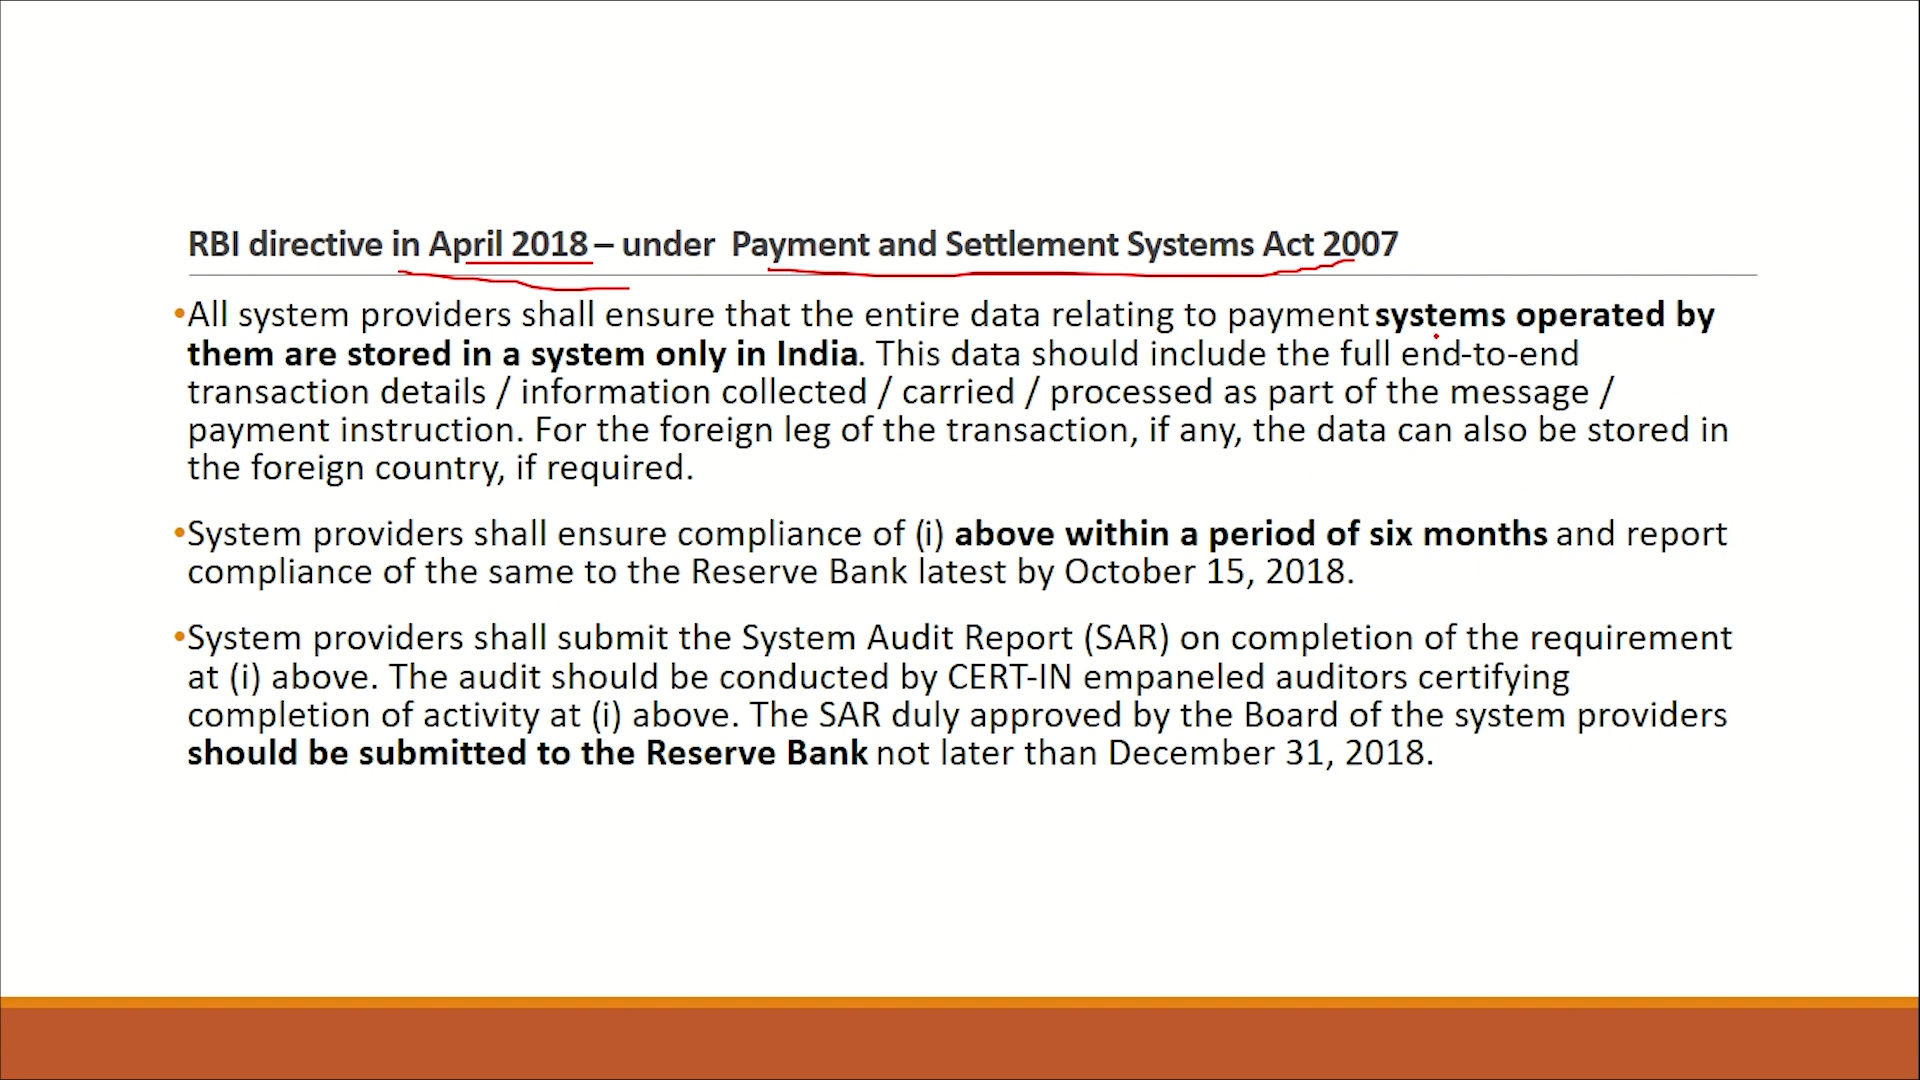 RBI directive in April 2018 – under Payment and Settlement Systems Act 2007
•All system providers shall ensure that the entire data relating to payment systems operated by
them are stored in a system only in India. This data should include the full end-to-end
transaction details / information collected / carried / processed as part of the message /
payment instruction. For the foreign leg of the transaction, if any, the data can also be stored in
the foreign country, if required.
•System providers shall ensure compliance of (i) above within a period of six months and report
compliance of the same to the Reserve Bank latest by October 15, 2018.
•System providers shall submit the System Audit Report (SAR) on completion of the requirement
at (i) above. The audit should be conducted by CERT-IN empaneled auditors certifying
completion of activity at (i) above. The SAR duly approved by the Board of the system providers
should be submitted to the Reserve Bank not later than December 31, 2018.